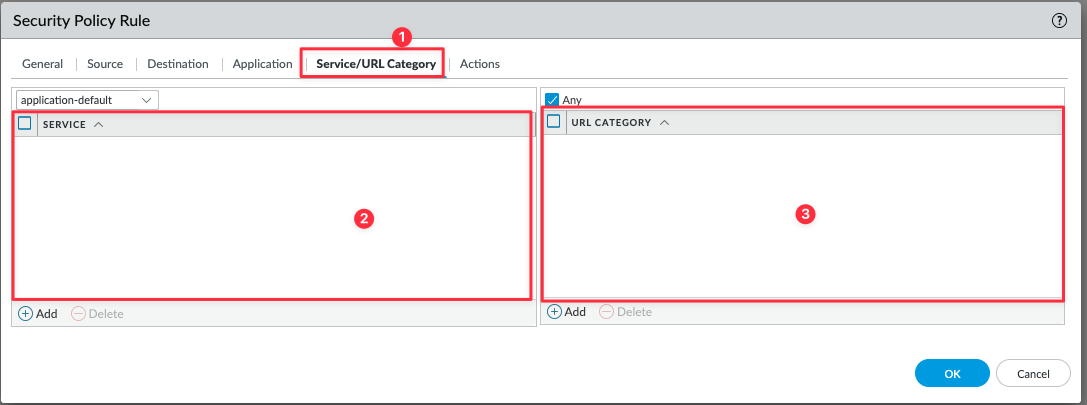 Security Policy Rule
1
General Source Destination Application Service/URL Category Actions
application-default Any
SERVICE URL CATEGORY
2 3
Add Delete Add Delete
OK Cancel